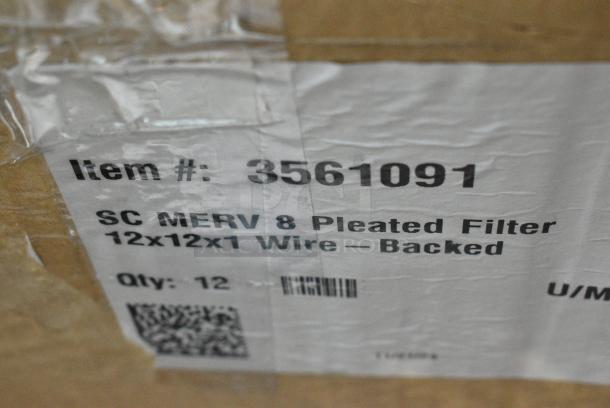 Item #: 3561091
SC MERV 8 Pleated Filter
12x12x1 Wire - Backed
Qty: 12
U/M